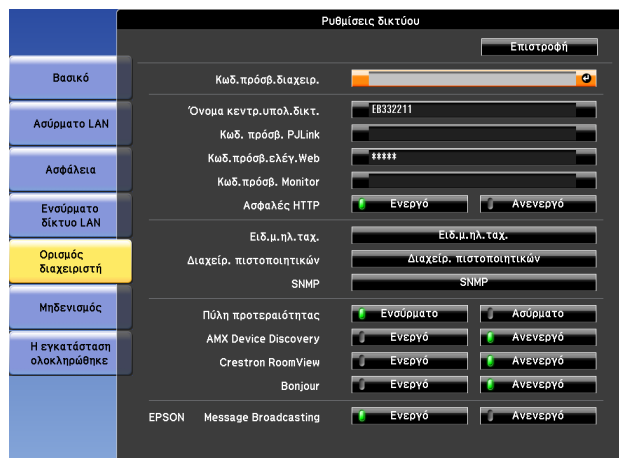 Ρυθμίσεις δικτύου
Επιστροφή
Βασικό
Ασύρματο LAN
Ασφάλεια
Ενσύρματο
δίκτυο LAN
Ορισμός
διαχειριστή
Μηδενισμός
Η εγκατάσταση
ολοκληρώθηκε
Κωδ.πρόσβ.διαχειρ.
Όνομα κεντρ.υπολ.δικτ. EB332211
Κωδ. πρόσβ. PJLink
Κωδ.πρόσβ.ελέγ.Web *****
Κωδ.πρόσβ. Monitor
Ασφαλές HTTP Ενεργό Ανενεργό
Ειδ.μ.ηλ.ταχ. Ειδ.μ.ηλ.ταχ.
Διαχείρ. πιστοποιητικών Διαχείρ. πιστοποιητικών
SNMP SNMP
Πύλη προτεραιότητας Ενσύρματο Ασύρματο
AMX Device Discovery Ενεργό Ανενεργό
Crestron RoomView Ενεργό Ανενεργό
Bonjour Ενεργό Ανενεργό
EPSON Message Broadcasting Ενεργό Ανενεργό